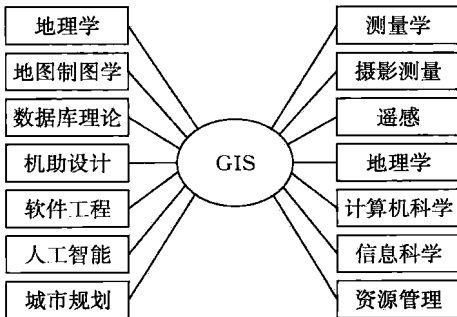 地理学
地图制图学
数据库理论
机助设计
软件工程
人工智能
城市规划
GIS
测量学
摄影测量
遥感
地理学
计算机科学
信息科学
资源管理